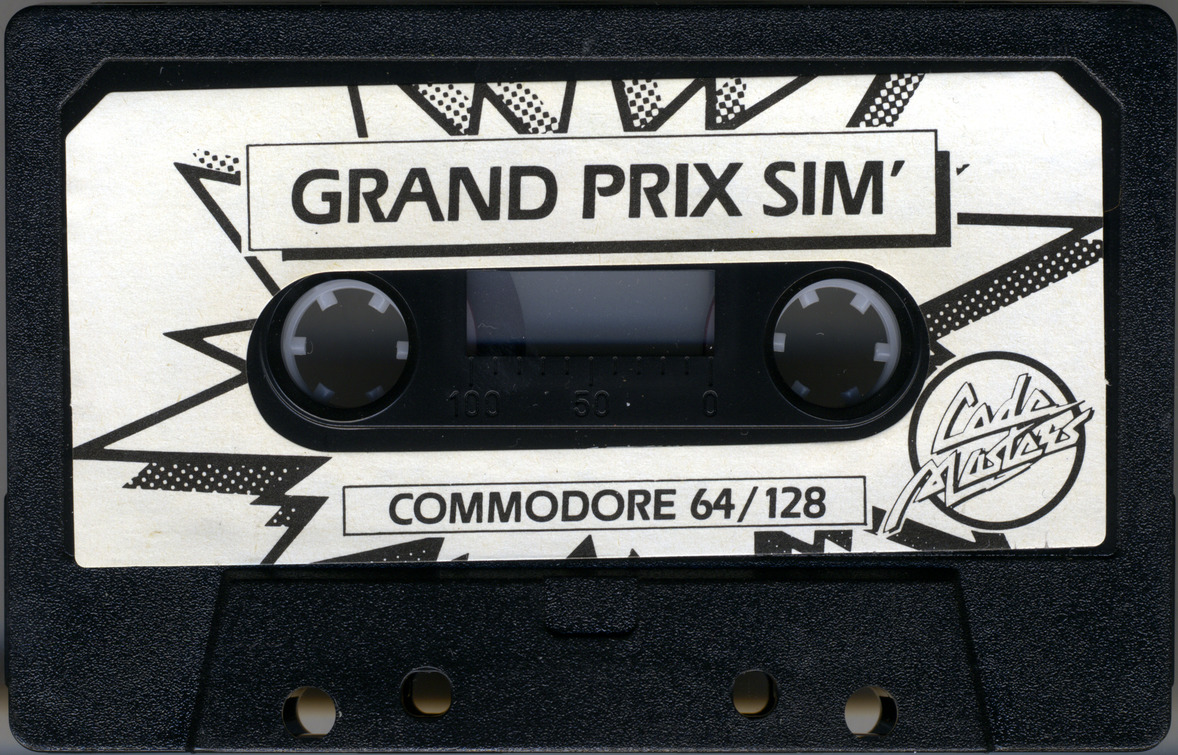 GRAND PRIX SIM'
100 50 0
Code
Masters
COMMODORE 64/128